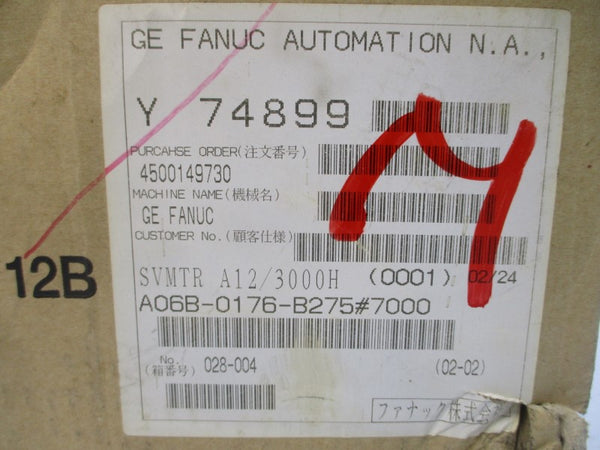 GE FANUC AUTOMATION N.A.,
Y 74899
PURCAHSE ORDER(注文番号)
4500149730
MACHINE NAME(機械名)
GE FANUC
CUSTOMER No.(顧客仕様)
12B
SVMTR A12/3000H (0001) 02/24
A06B-0176-B275#7000
No.
(箱番号) 028-004 (02-02)
ファナック株式会